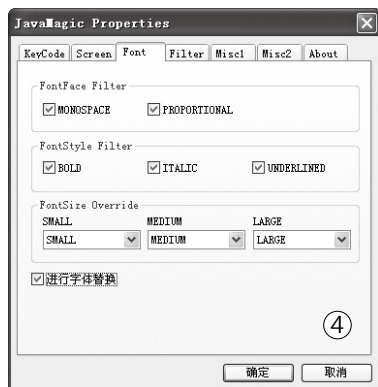 JavaMagic Properties
KeyCode Screen Font Filter Misc1 Misc2 About
FontFace Filter
MONOSPACE PROPORTIONAL
FontStyle Filter
BOLD ITALIC UNDERLINED
FontSize Override
SMALL MEDIUM LARGE
SMALL MEDIUM LARGE
进行字体替换
④
确定 取消